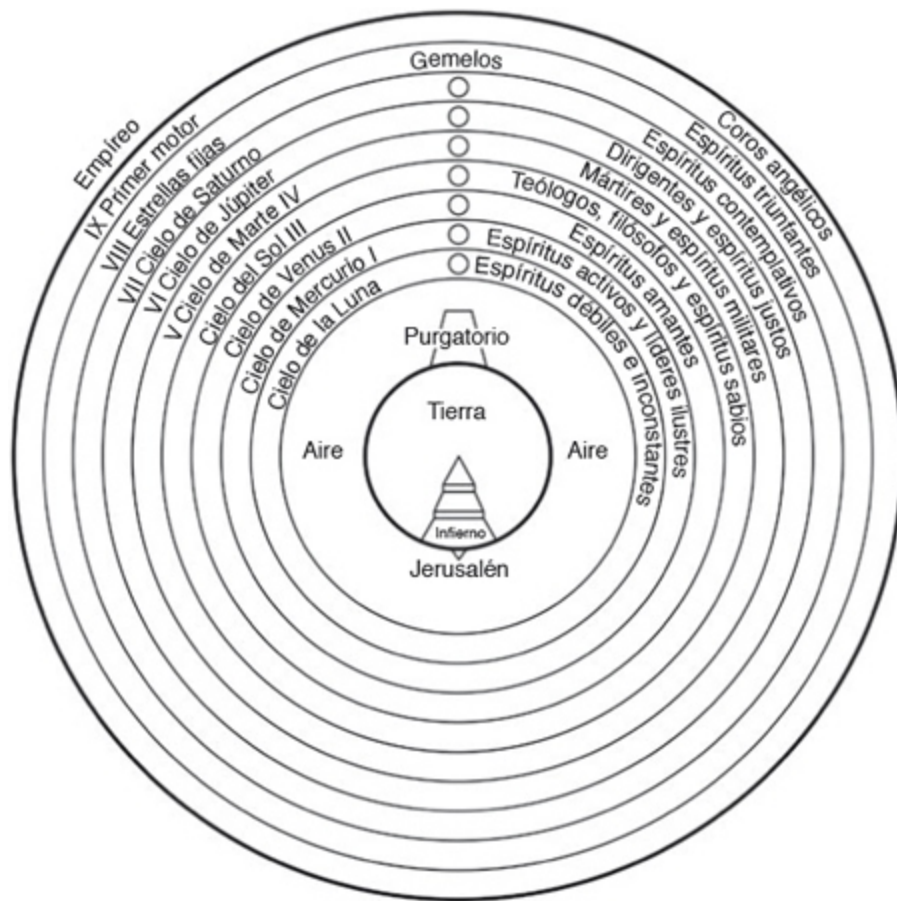 Gemelos
Empíreo
IX Primer motor
VIII Estrellas fijas
VII Cielo de Saturno
VI Cielo de Júpiter
V Cielo de Marte IV
Cielo del Sol III
Cielo de Venus II
Cielo de Mercurio I
Cielo de la Luna
Coros angélicos
Espíritus triunfantes
Espíritus contemplativos
Dirigentes y espíritus justos
Mártires y espíritus militares
Teólogos, filósofos y espíritus sabios
Espíritus amantes
Espíritus activos y líderes ilustres
Espíritus débiles e inconstantes
Purgatorio
Tierra
Aire
Aire
Infierno
Jerusalén